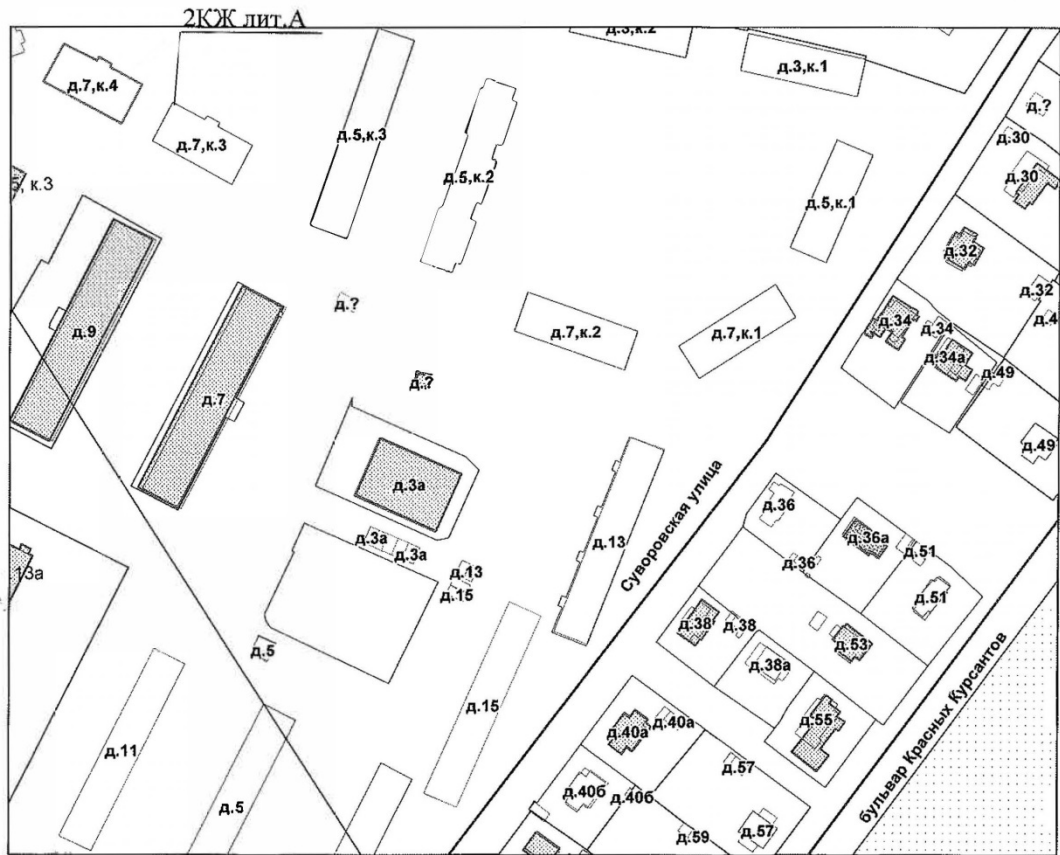 2КЖ лит.А
д.3,к.2
д.3,к.1
д.7,к.4
д.7,к.3
д.5,к.3
д.5,к.2
д.5,к.1
д.?
д.30
д.30
, к.3
д.32
д.32
д.4
д.9
д.?
д.7,к.2
д.7,к.1
д.34
д.34
д.34а
д.49
д.49
д.7
д.?
д.3а
д.3а
д.3а
д.13
д.15
д.13
Суворовская улица
д.36
д.36
д.36а
д.51
д.51
13а
д.5
д.38
д.38
д.38а
д.53
д.55
д.11
д.5
д.15
д.40а
д.40а
д.57
д.40б
д.40б
д.59
д.57
бульвар Красных Курсантов